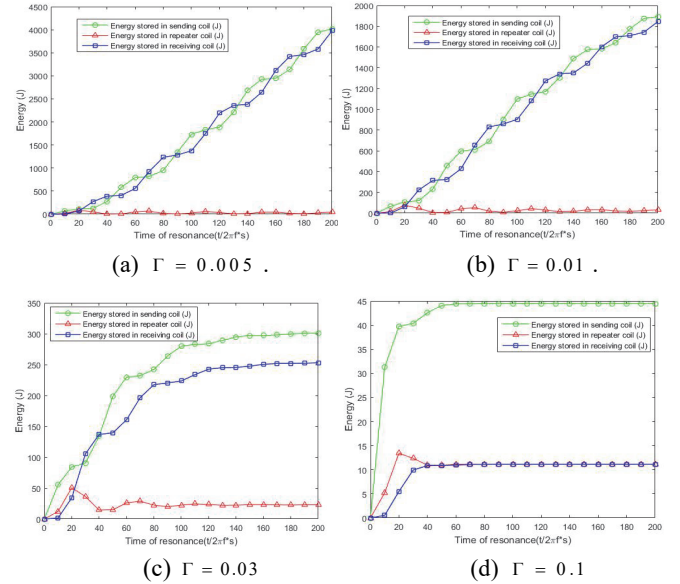 4500
4000
3500
3000
2500
2000
1500
1000
500
0
Energy (J)
Energy stored in sending coil (J)
Energy stored in repeater coil (J)
Energy stored in receiving coil (J)
0 20 40 60 80 100 120 140 160 180 200
Time of resonance(t/2πf*s)
(a) Γ = 0.005 .
2000
1800
1600
1400
1200
1000
800
600
400
200
0
Energy (J)
Energy stored in sending coil (J)
Energy stored in repeater coil (J)
Energy stored in receiving coil (J)
0 20 40 60 80 100 120 140 160 180 200
Time of resonance(t/2πf*s)
(b) Γ = 0.01 .
350
300
250
200
150
100
50
0
Energy (J)
Energy stored in sending coil (J)
Energy stored in repeater coil (J)
Energy stored in receiving coil (J)
0 20 40 60 80 100 120 140 160 180 200
Time of resonance(t/2πf*s)
(c) Γ = 0.03
45
40
35
30
25
20
15
10
5
0
Energy (J)
Energy stored in sending coil (J)
Energy stored in repeater coil (J)
Energy stored in receiving coil (J)
0 20 40 60 80 100 120 140 160 180 200
Time of resonance(t/2πf*s)
(d) Γ = 0.1